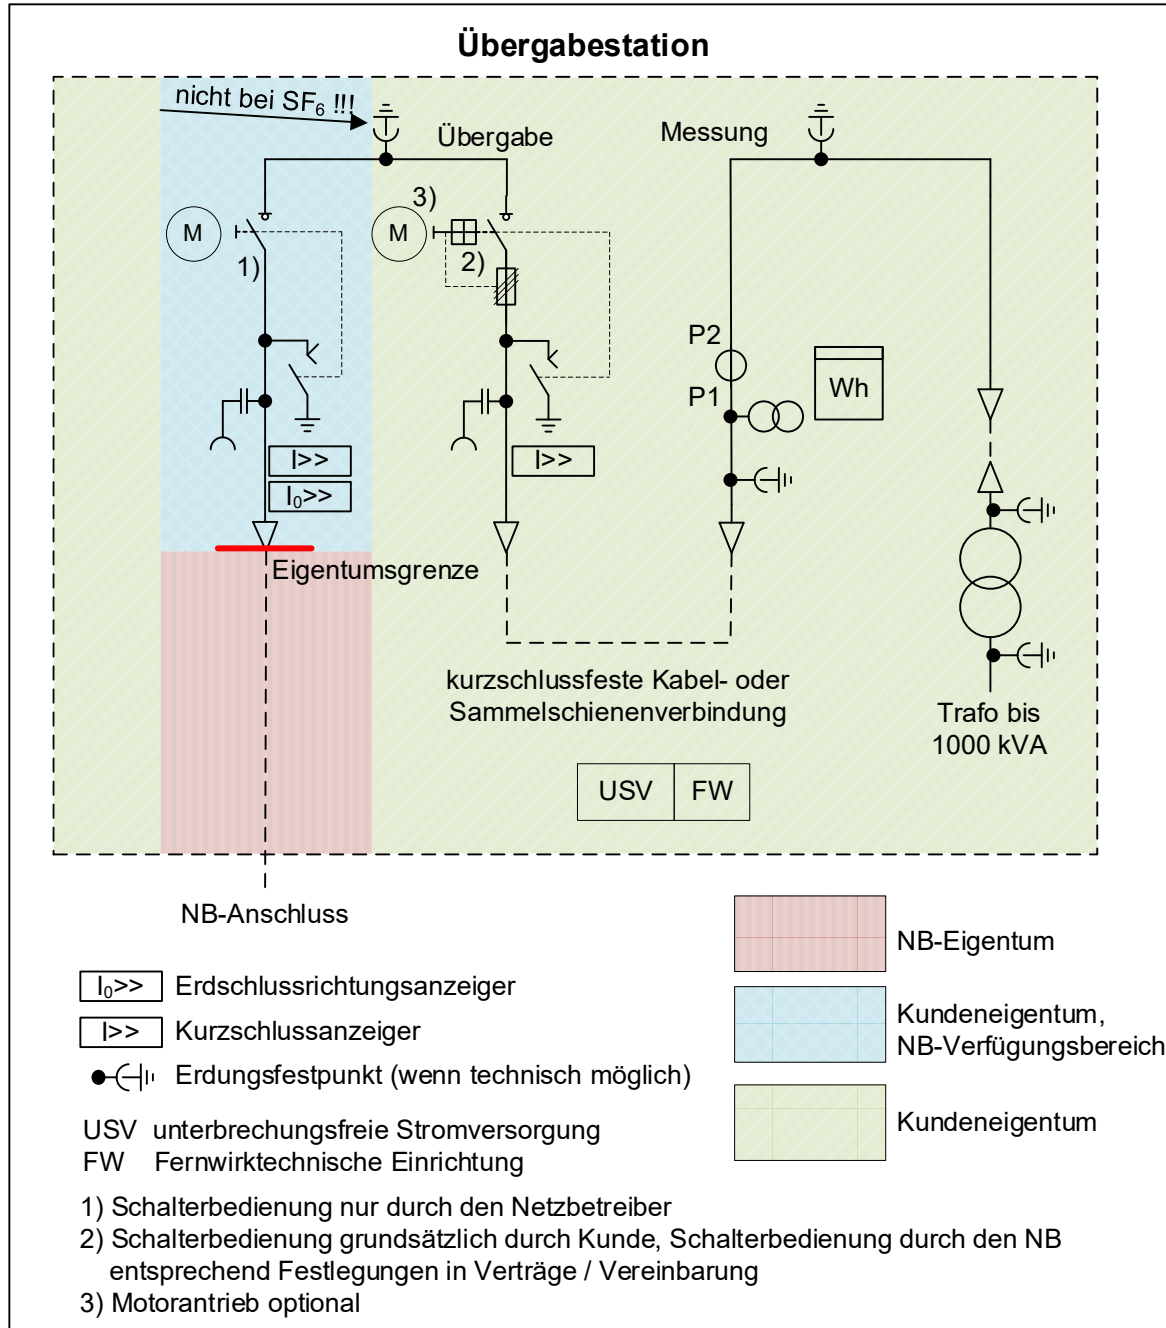 Übergabestation
nicht bei SF₆ !!!
Übergabe
Messung
3)
M
M
1)
2)
P2
P1
Wh
I>>
I>>
I₀>>
Eigentumsgrenze
kurzschlussfeste Kabel- oder
Sammelschienenverbindung
Trafo bis
1000 kVA
USV
FW
NB-Anschluss
NB-Eigentum
I₀>> Erdschlussrichtungsanzeiger
Kundeneigentum,
NB-Verfügungsbereich
I>> Kurzschlussanzeiger
Erdungsfestpunkt (wenn technisch möglich)
Kundeneigentum
USV unterbrechungsfreie Stromversorgung
FW Fernwirktechnische Einrichtung
1) Schalterbedienung nur durch den Netzbetreiber
2) Schalterbedienung grundsätzlich durch Kunde, Schalterbedienung durch den NB
entsprechend Festlegungen in Verträge / Vereinbarung
3) Motorantrieb optional